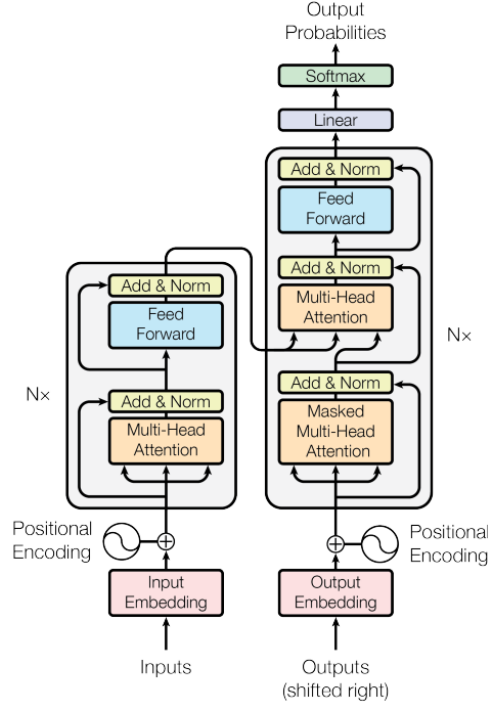 Output
Probabilities
Softmax
Linear
Add & Norm
Feed
Forward
Add & Norm
Multi-Head
Attention
Nx
Add & Norm
Masked
Multi-Head
Attention
Positional
Encoding
Output
Embedding
Outputs
(shifted right)
Add & Norm
Feed
Forward
Nx
Add & Norm
Multi-Head
Attention
Positional
Encoding
Input
Embedding
Inputs